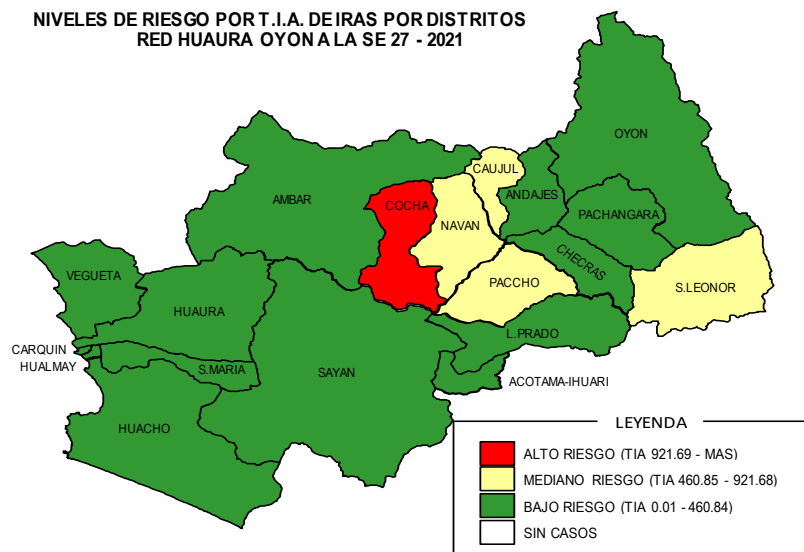 NIVELES DE RIESGO POR T.I.A. DE IRAS POR DISTRITOS
RED HUAURA OYON A LA SE 27 - 2021
OYON
CAUJUL
ANDAJES
AMBAR
COCHA
NAVAN
PACHANGARA
CHECRAS
VEGUETA
PACCHO
S.LEONOR
HUAURA
L.PRADO
CARQUIN
HUALMAY
S.MARIA
SAYAN
ACOTAMA-IHUARI
HUACHO
LEYENDA
ALTO RIESGO (TIA 921.69 - MAS)
MEDIANO RIESGO (TIA 460.85 - 921.68)
BAJO RIESGO (TIA 0.01 - 460.84)
SIN CASOS